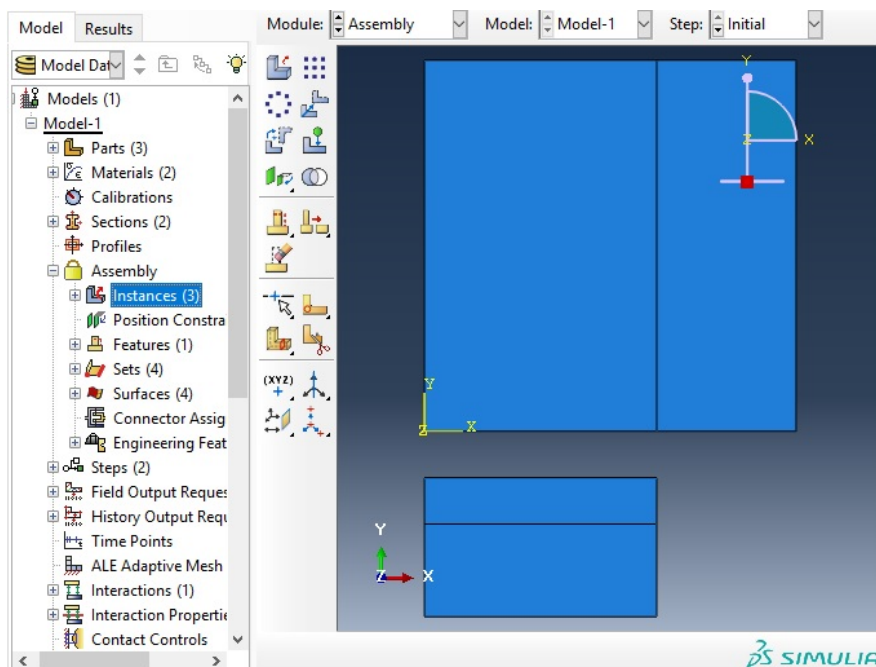 Model Results
Module: Assembly Model: Model-1 Step: Initial
Model Dat
Models (1)
Model-1
Parts (3)
Materials (2)
Calibrations
Sections (2)
Profiles
Assembly
Instances (3)
Position Constra
Features (1)
Sets (4)
Surfaces (4)
Connector Assig
Engineering Feat
Steps (2)
Field Output Reques
History Output Requ
Time Points
ALE Adaptive Mesh
Interactions (1)
Interaction Propertie
Contact Controls
(XYZ)
Y
Z X
Y
Z X
Y
Z X
3DS SIMULIA